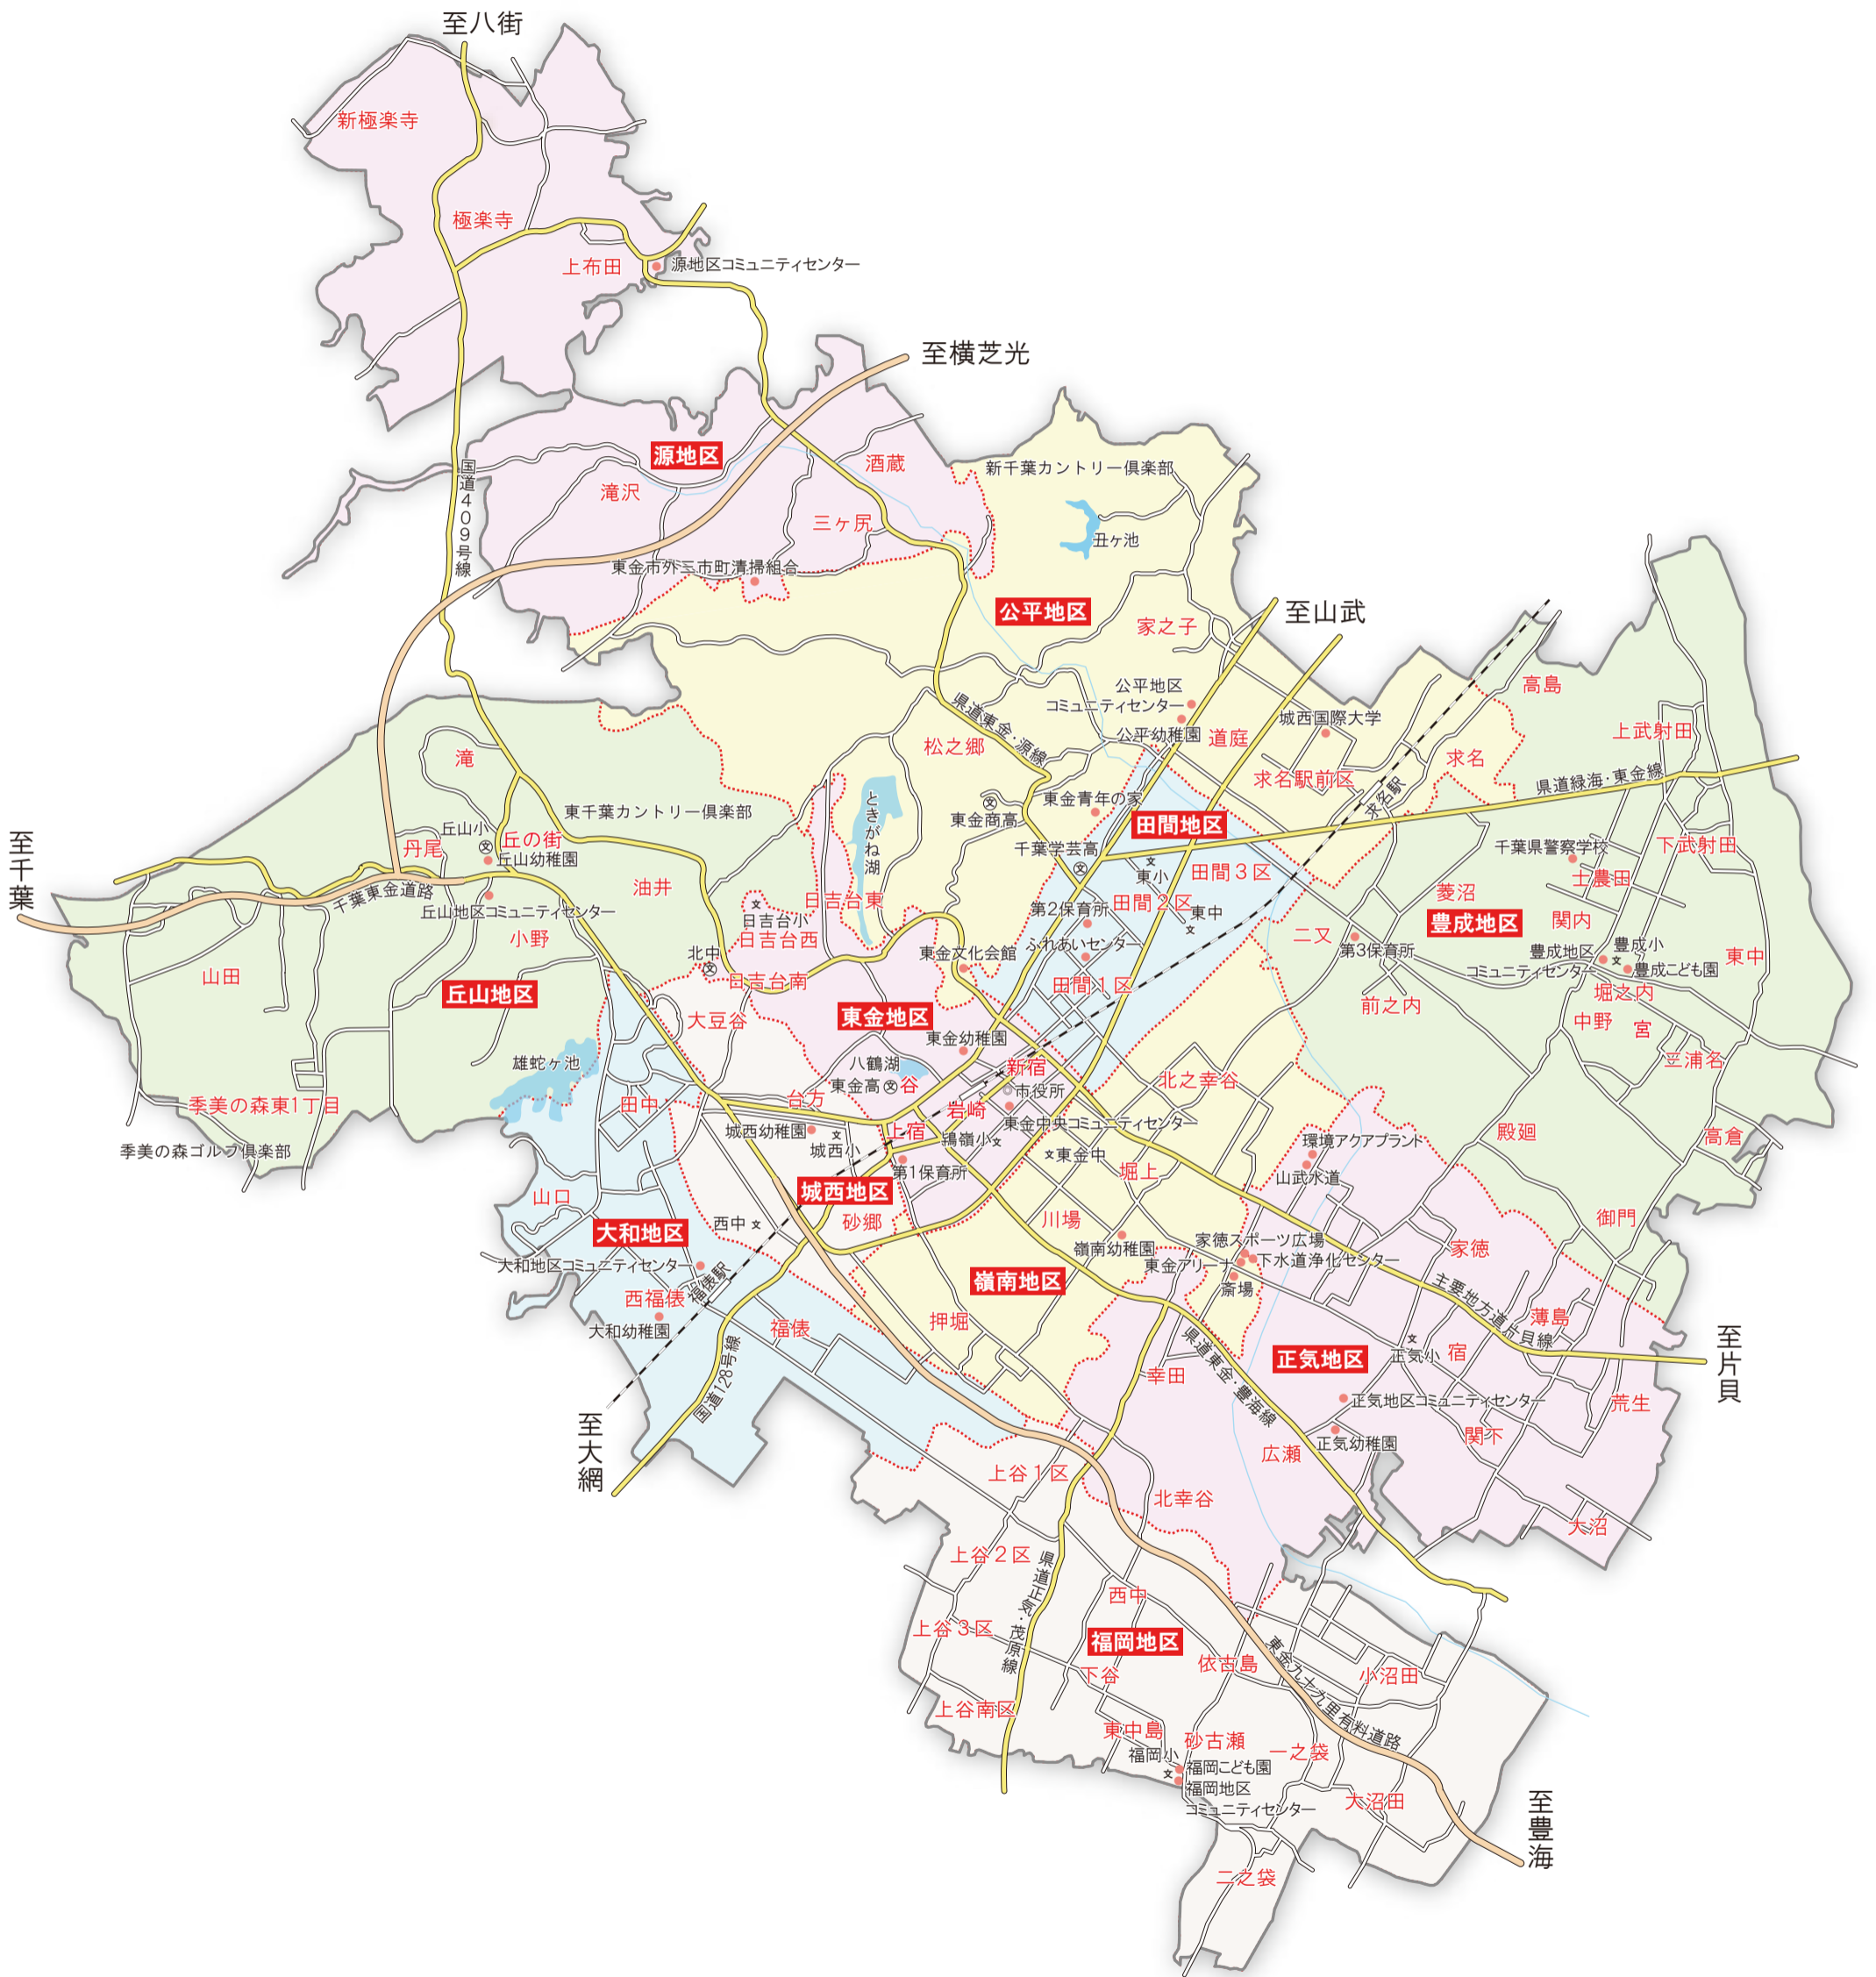 至八街
新極楽寺
極楽寺
上布田
源地区コミュニティセンター
至横芝光
源地区
酒蔵
滝沢
三ヶ尻
新千葉カントリー倶楽部
丑ヶ池
国道409号線
東金市外三市町清掃組合
公平地区
家之子
至山武
高島
公平地区
コミュニティセンター
公平幼稚園
道庭
城西国際大学
上武射田
県道東金・源線
松之郷
求名
求名駅前区
求名駅
県道緑海・東金線
滝
東千葉カントリー倶楽部
ときがね湖
東金青年の家
東金商高
田間地区
丘山小
丹尾
丘の街
丘山幼稚園
至千葉
千葉東金道路
千葉学芸高
東小
田間3区
千葉県警察学校
下武射田
士農田
油井
丘山地区コミュニティセンター
日吉台東
日吉台小
日吉台西
第2保育所
田間2区
東中
菱沼
関内
豊成地区
小野
北中
日吉台南
東金文化会館
ふれあいセンター
二又
第3保育所
豊成地区
コミュニティセンター
豊成小
豊成こども園
東中
山田
丘山地区
田間1区
堀之内
前之内
中野
宮
大豆谷
東金地区
東金幼稚園
三浦名
雄蛇ヶ池
八鶴湖
東金高
谷
新宿
市役所
北之幸谷
季美の森東1丁目
田中
台方
岩崎
東金中央コミュニティセンター
城西幼稚園
城西小
上宿
鴇嶺小
東金中
殿廻
高倉
季美の森ゴルフ倶楽部
第1保育所
堀上
環境アクアプラント
山武水道
山口
城西地区
大和地区
西中
砂郷
川場
嶺南幼稚園
御門
家徳スポーツ広場
東金アリーナ
下水道浄化センター
斎場
家徳
大和地区コミュニティセンター
嶺南地区
西福俵
福俵駅
主要地方道片貝線
大和幼稚園
福俵
押堀
薄島
国道128号線
県道東金・豊海線
正気地区
正気小
宿
至片貝
幸田
正気地区コミュニティセンター
荒生
至大網
正気幼稚園
関下
広瀬
上谷1区
北幸谷
大沼
上谷2区
県道正気・茂原線
西中
上谷3区
福岡地区
下谷
依古島
東金九十九里有料道路
小沼田
上谷南区
東中島
砂古瀬
一之袋
福岡小
福岡こども園
福岡地区
コミュニティセンター
大沼田
至豊海
二之袋